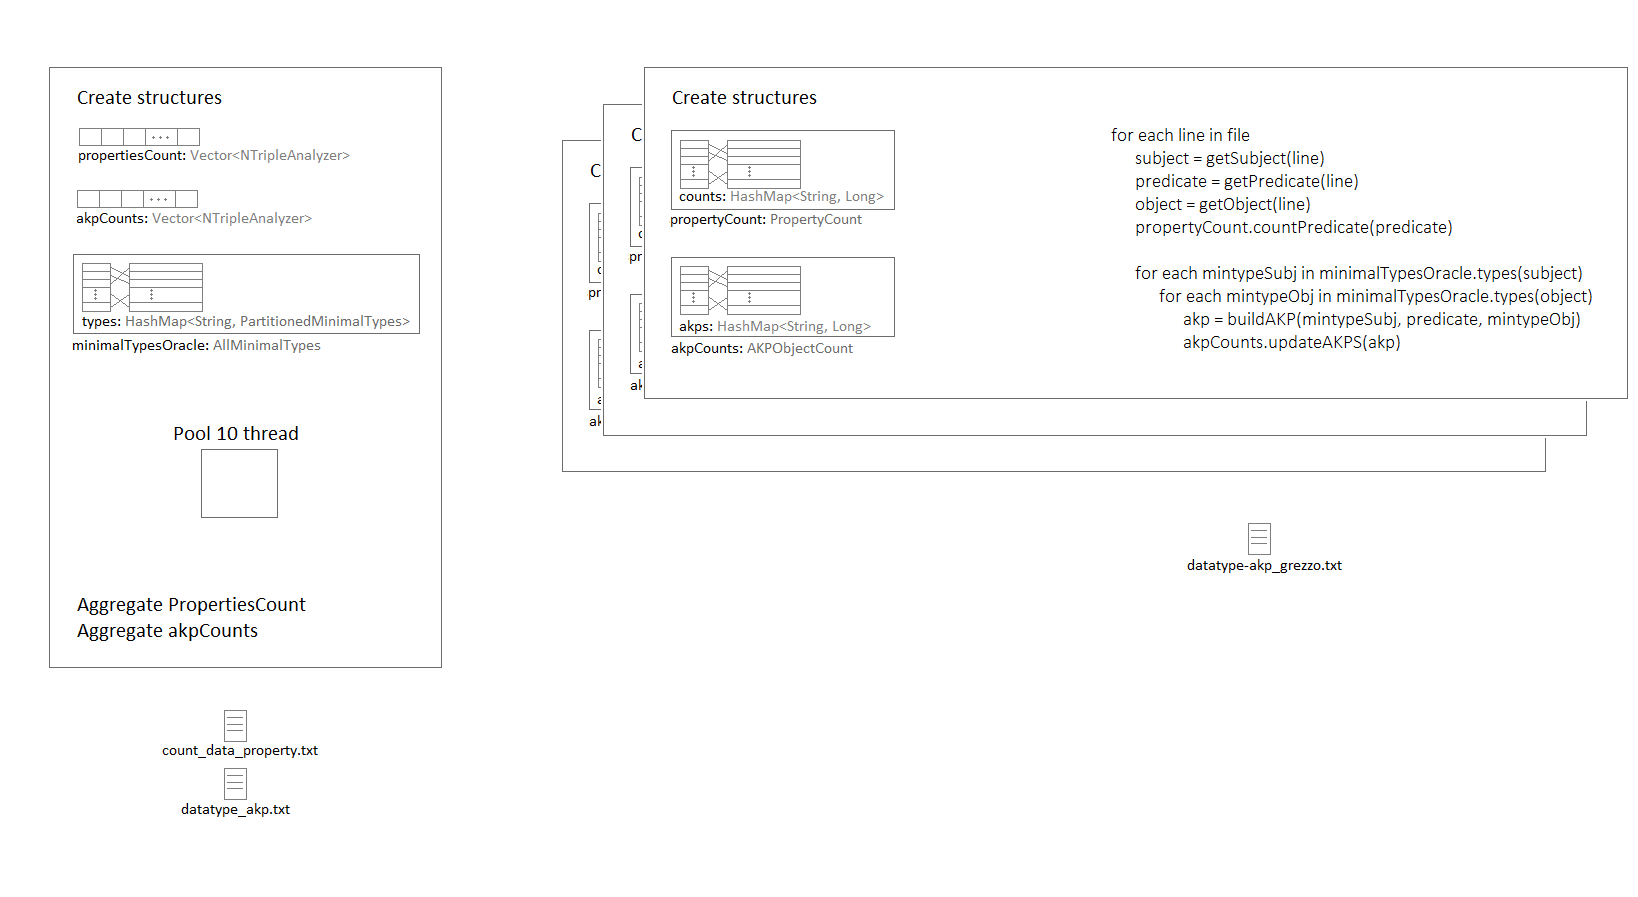 Create structures
propertiesCount: Vector<NTripleAnalyzer>
akpCounts: Vector<NTripleAnalyzer>
types: HashMap<String, PartitionedMinimalTypes>
minimalTypesOracle: AllMinimalTypes
Pool 10 thread
Aggregate PropertiesCount
Aggregate akpCounts
count_data_property.txt
datatype_akp.txt
Create structures
counts: HashMap<String, Long>
propertyCount: PropertyCount
akps: HashMap<String, Long>
akpCounts: AKPObjectCount
for each line in file
subject = getSubject(line)
predicate = getPredicate(line)
object = getObject(line)
propertyCount.countPredicate(predicate)
for each mintypeSubj in minimalTypesOracle.types(subject)
for each mintypeObj in minimalTypesOracle.types(object)
akp = buildAKP(mintypeSubj, predicate, mintypeObj)
akpCounts.updateAKPS(akp)
datatype-akp_grezzo.txt